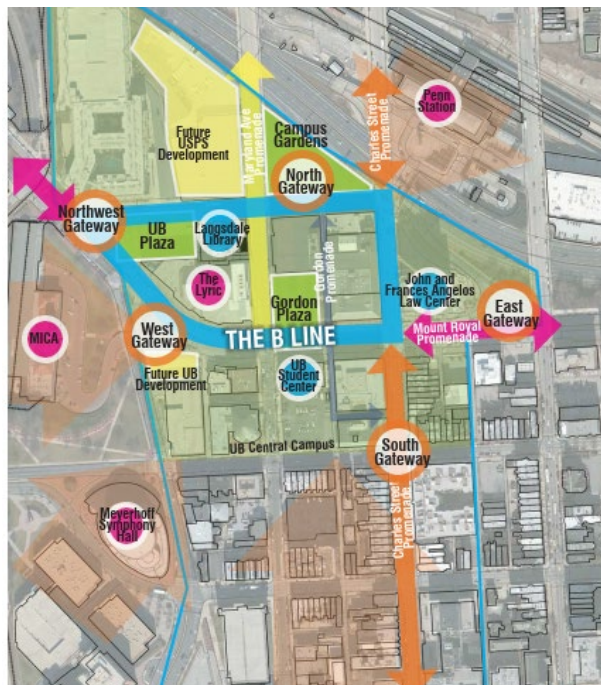 Penn
Station
Charles Street
Promenade
Maryland Ave
Promenade
Future
USPS
Development
Campus
Gardens
North
Gateway
Northwest
Gateway
UB
Plaza
Langsdale
Library
The
Lyric
Gordon
Promenade
Gordon
Plaza
John and
Frances Angelos
Law Center
East
Gateway
Mount Royal
Promenade
MICA
West
Gateway
THE B LINE
Future UB
Development
UB
Student
Center
UB Central Campus
South
Gateway
Meyerhoff
Symphony
Hall
Charles Street
Promenade